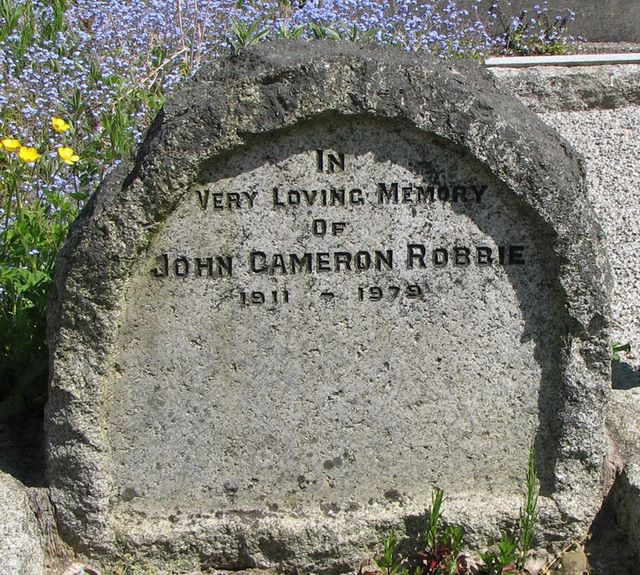 IN
VERY LOVING MEMORY
OF
JOHN CAMERON ROBBIE
1911 - 1979